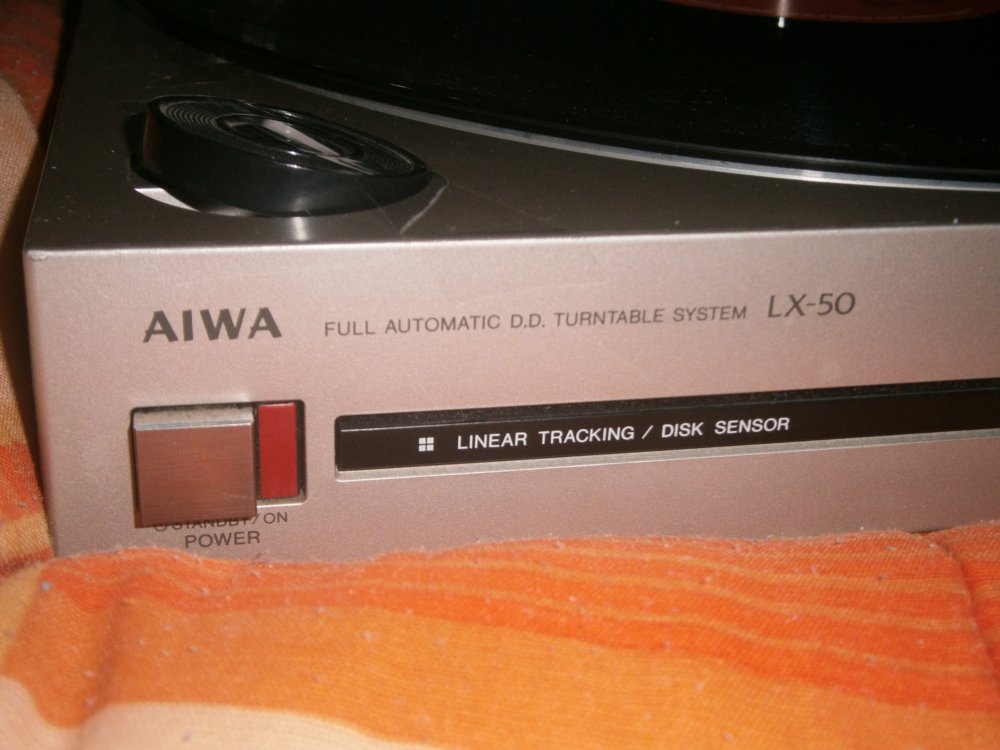 AIWA FULL AUTOMATIC D.D. TURNTABLE SYSTEM LX-50
LINEAR TRACKING / DISK SENSOR
STANDBY/ON
POWER